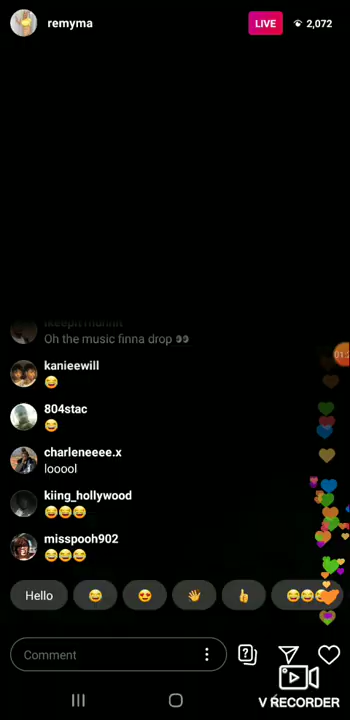 remyma
LIVE
2,072
Oh the music finna drop 👀
kanieewill
😂
804stac
😂
charleneeee.x
looool
kiing_hollywood
😂😂😂
misspooh902
😂😂😂
Hello 😂 😍 👋 👍 😂😂😂
Comment
V RECORDER